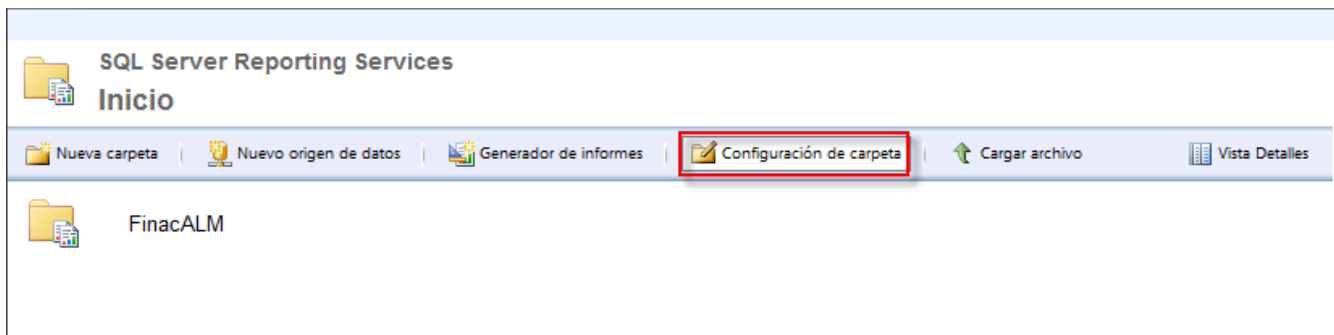 SQL Server Reporting Services
Inicio
Nueva carpeta | Nuevo origen de datos | Generador de informes | Configuración de carpeta | Cargar archivo Vista Detalles
FinacALM